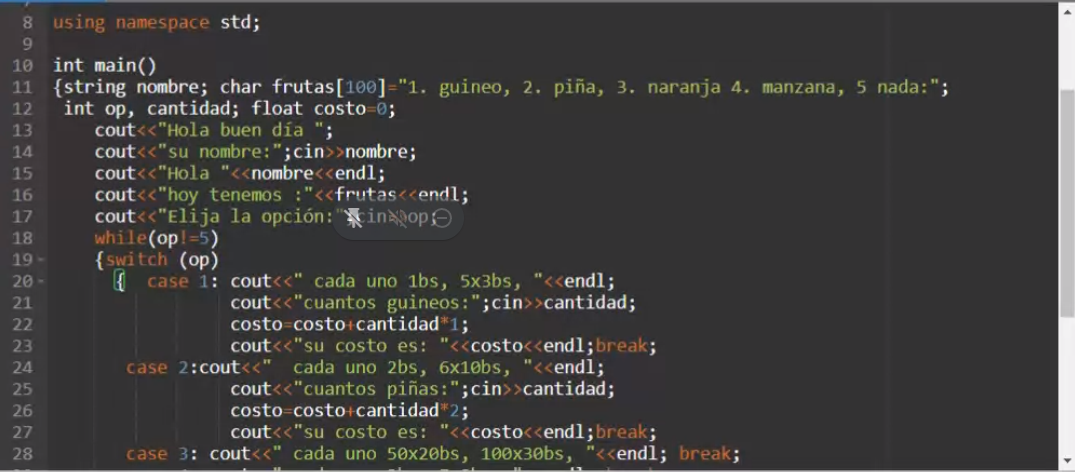 8 using namespace std;
9
10 int main()
11 {string nombre; char frutas[100]="1. guineo, 2. piña, 3. naranja 4. manzana, 5 nada:";
12 int op, cantidad; float costo=0;
13 cout<<"Hola buen día ";
14 cout<<"su nombre:";cin>>nombre;
15 cout<<"Hola "<<nombre<<endl;
16 cout<<"hoy tenemos :"<<frutas<<endl;
17 cout<<"Elija la opción:";cin>>op;
18 while(op!=5)
19 {switch (op)
20 { case 1: cout<<" cada uno 1bs, 5x3bs, "<<endl;
21 cout<<"cuantos guineos:";cin>>cantidad;
22 costo=costo+cantidad*1;
23 cout<<"su costo es: "<<costo<<endl;break;
24 case 2:cout<<"  cada uno 2bs, 6x10bs, "<<endl;
25 cout<<"cuantos piñas:";cin>>cantidad;
26 costo=costo+cantidad*2;
27 cout<<"su costo es: "<<costo<<endl;break;
28 case 3: cout<<" cada uno 50x20bs, 100x30bs, "<<endl; break;